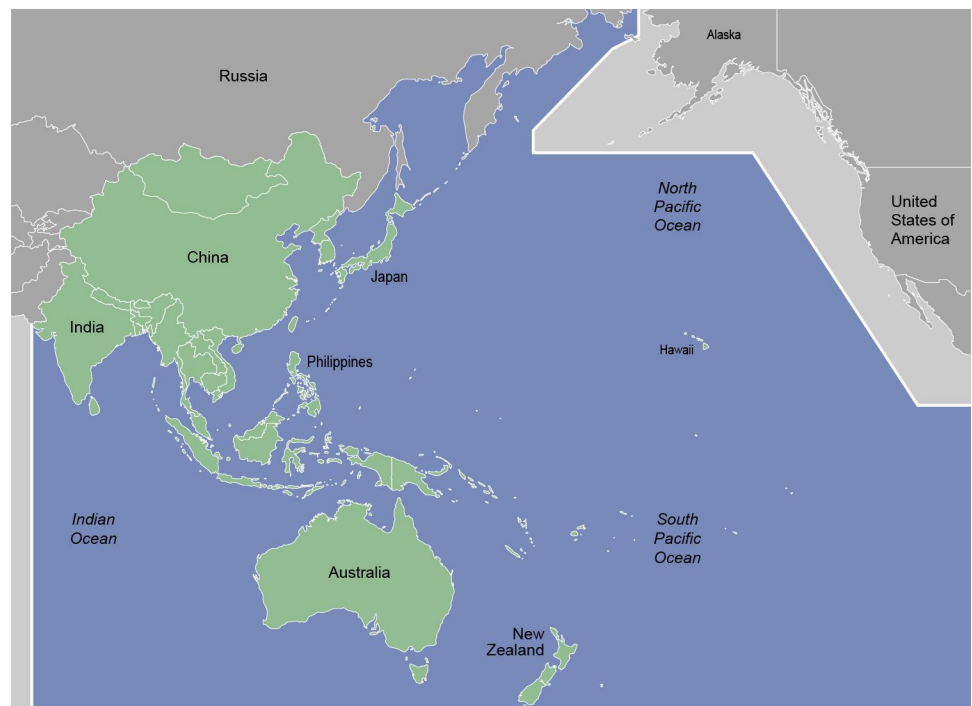 Alaska
Russia
North
Pacific
Ocean
United
States of
America
China
Japan
India
Hawaii
Philippines
Indian
Ocean
South
Pacific
Ocean
Australia
New
Zealand